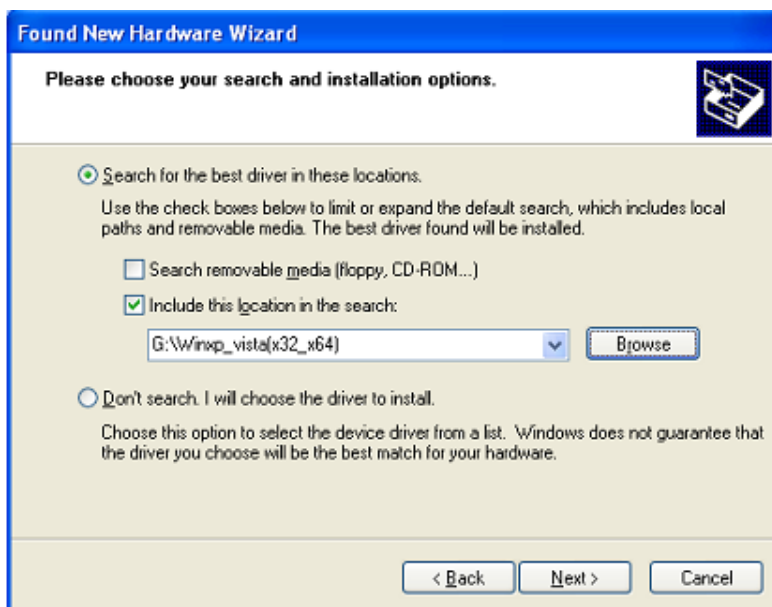 Found New Hardware Wizard
Please choose your search and installation options.
Search for the best driver in these locations.
Use the check boxes below to limit or expand the default search, which includes local
paths and removable media. The best driver found will be installed.
Search removable media (floppy, CD-ROM...)
Include this location in the search:
G:\Winxp_vista(x32_x64)
Browse
Don't search. I will choose the driver to install.
Choose this option to select the device driver from a list. Windows does not guarantee that
the driver you choose will be the best match for your hardware.
< Back
Next >
Cancel